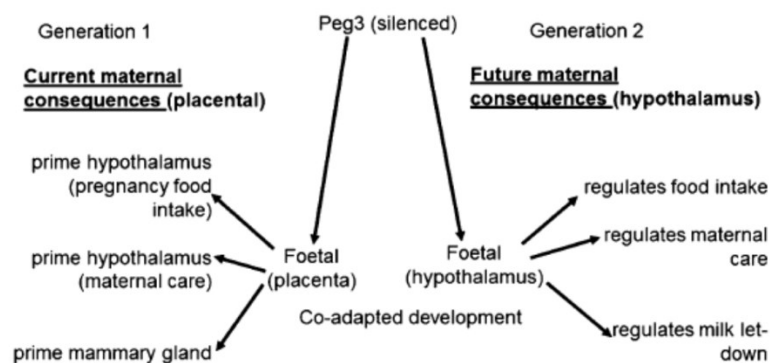 Generation 1
Peg3 (silenced)
Generation 2
Current maternal
consequences (placental)
Future maternal
consequences (hypothalamus)
prime hypothalamus
(pregnancy food
intake)
prime hypothalamus
(maternal care)
prime mammary gland
Foetal
(placenta)
Foetal
(hypothalamus)
Co-adapted development
regulates food intake
regulates maternal
care
regulates milk let-
down